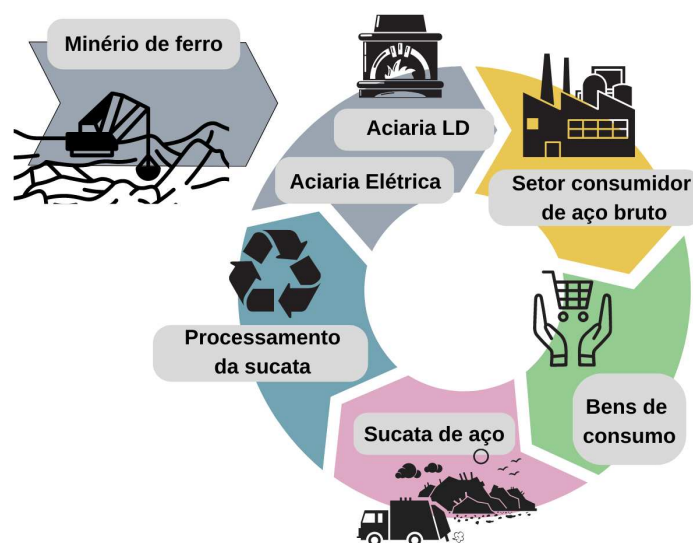 Minério de ferro
Aciaria LD
Aciaria Elétrica
Setor consumidor
de aço bruto
Bens de
consumo
Sucata de aço
Processamento
da sucata